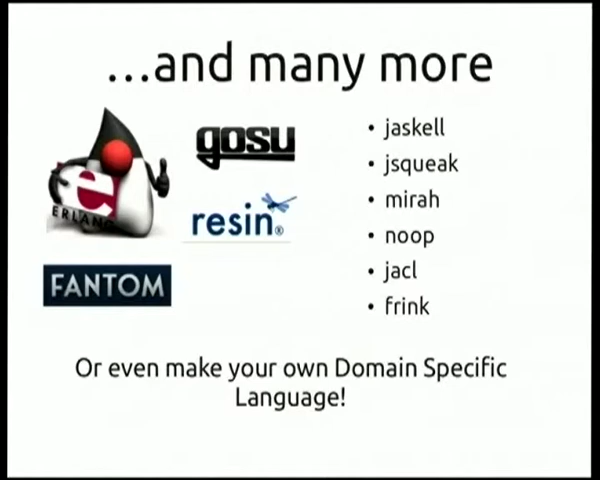 ...and many more
gosu
e
ERLANG
resin®
FANTOM
• jaskell
• jsqueak
• mirah
• noop
• jacl
• frink
Or even make your own Domain Specific
Language!